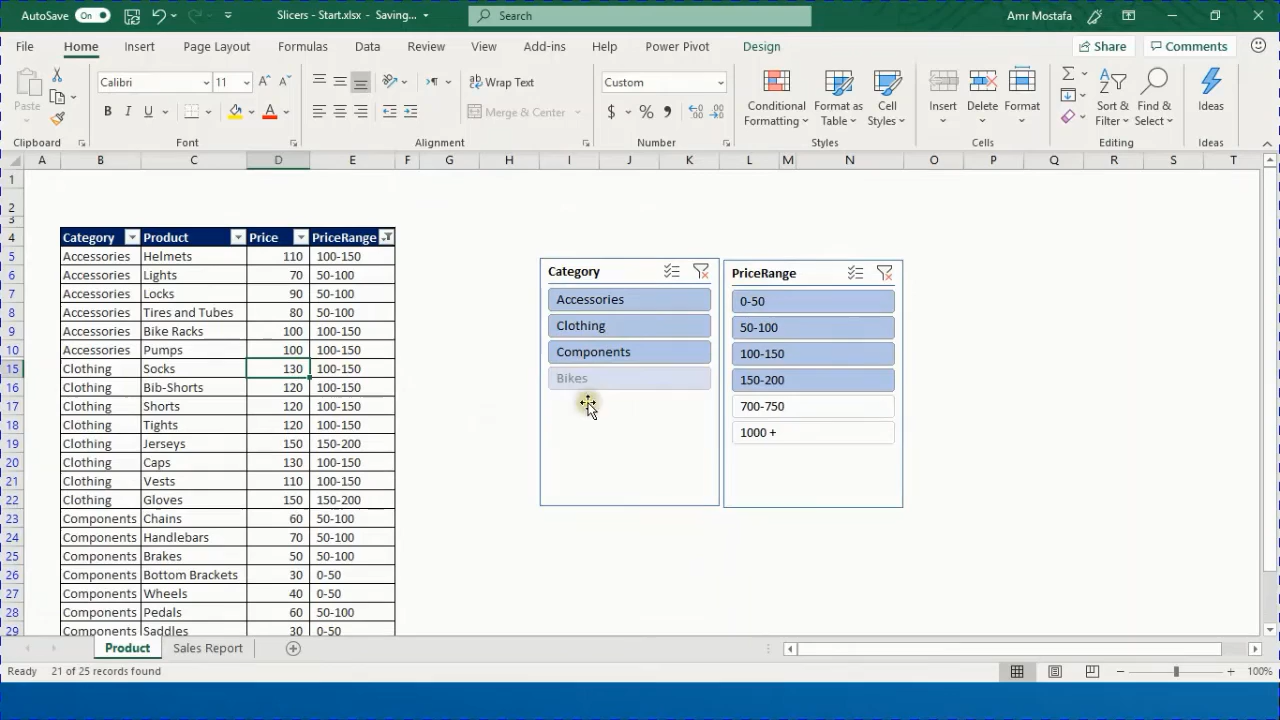 AutoSave On Slicers - Start.xlsx - Saving... Search Amr Mostafa
File Home Insert Page Layout Formulas Data Review View Add-ins Help Power Pivot Design Share Comments
Paste Calibri 11 Wrap Text Custom Conditional Format as Cell Insert Delete Format Sort & Find & Ideas
B I U Merge & Center $ % Formatting Table Styles Filter Select
Clipboard Font Alignment Number Styles Cells Editing Ideas
A B C D E F G H I J K L M N O P Q R S T
1
2
3
4 Category Product Price PriceRange
5 Accessories Helmets 110 100-150
6 Accessories Lights 70 50-100
7 Accessories Locks 90 50-100
8 Accessories Tires and Tubes 80 50-100
9 Accessories Bike Racks 100 100-150
10 Accessories Pumps 100 100-150
15 Clothing Socks 130 100-150
16 Clothing Bib-Shorts 120 100-150
17 Clothing Shorts 120 100-150
18 Clothing Tights 120 100-150
19 Clothing Jerseys 150 150-200
20 Clothing Caps 130 100-150
21 Clothing Vests 110 100-150
22 Clothing Gloves 150 150-200
23 Components Chains 60 50-100
24 Components Handlebars 70 50-100
25 Components Brakes 50 50-100
26 Components Bottom Brackets 30 0-50
27 Components Wheels 40 0-50
28 Components Pedals 60 50-100
29 Components Saddles 30 0-50
Category
Accessories
Clothing
Components
Bikes
PriceRange
0-50
50-100
100-150
150-200
700-750
1000 +
Product Sales Report
Ready 21 of 25 records found 100%